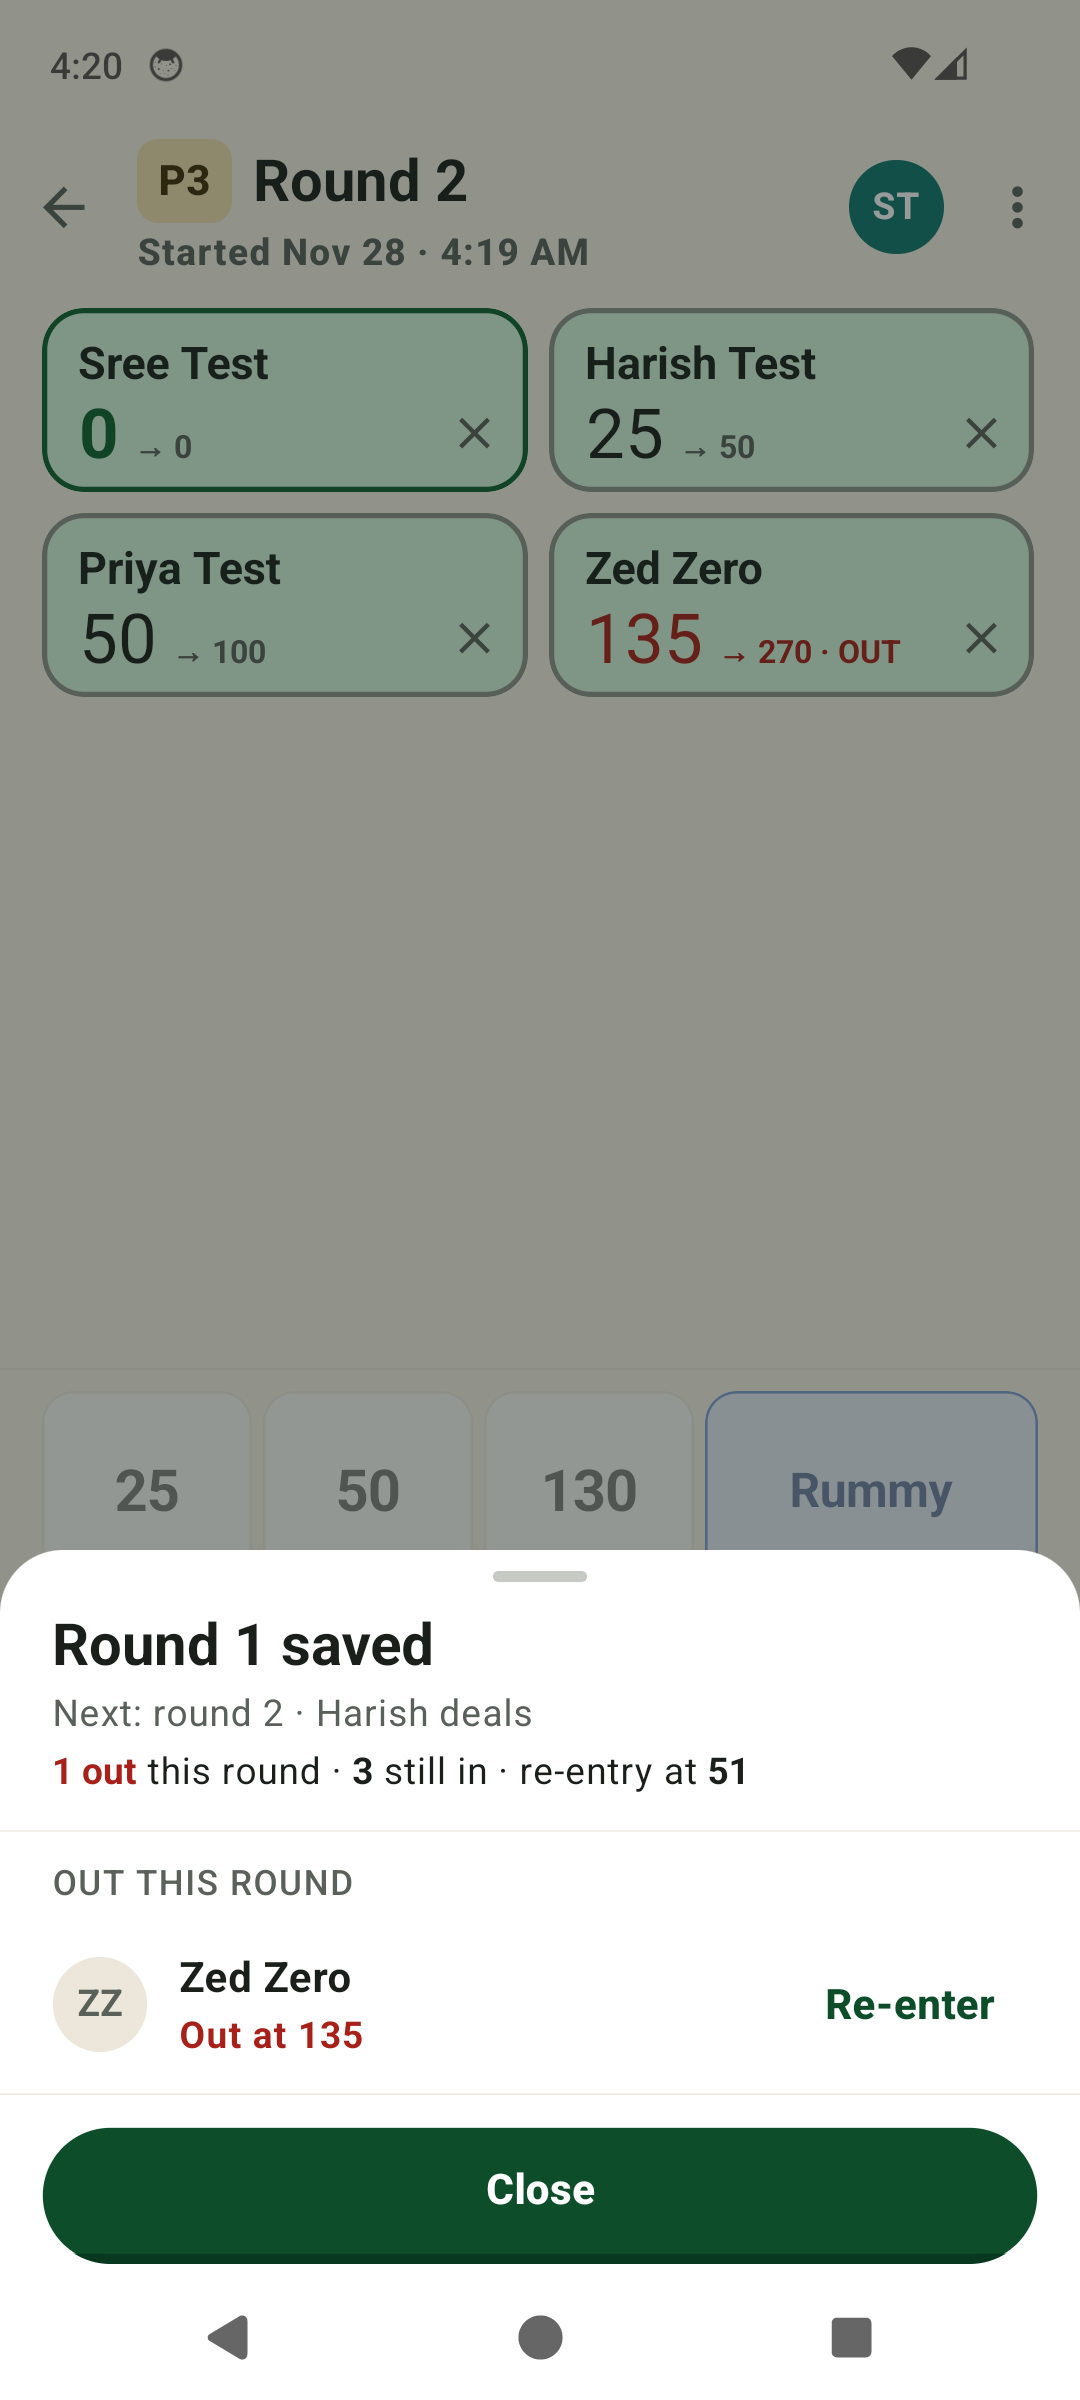 4:20
P3 Round 2
Started Nov 28 · 4:19 AM
ST
Sree Test
0 → 0
Harish Test
25 → 50
Priya Test
50 → 100
Zed Zero
135 → 270 · OUT
25
50
130
Rummy
Round 1 saved
Next: round 2 · Harish deals
1 out this round · 3 still in · re-entry at 51
OUT THIS ROUND
ZZ
Zed Zero
Out at 135
Re-enter
Close